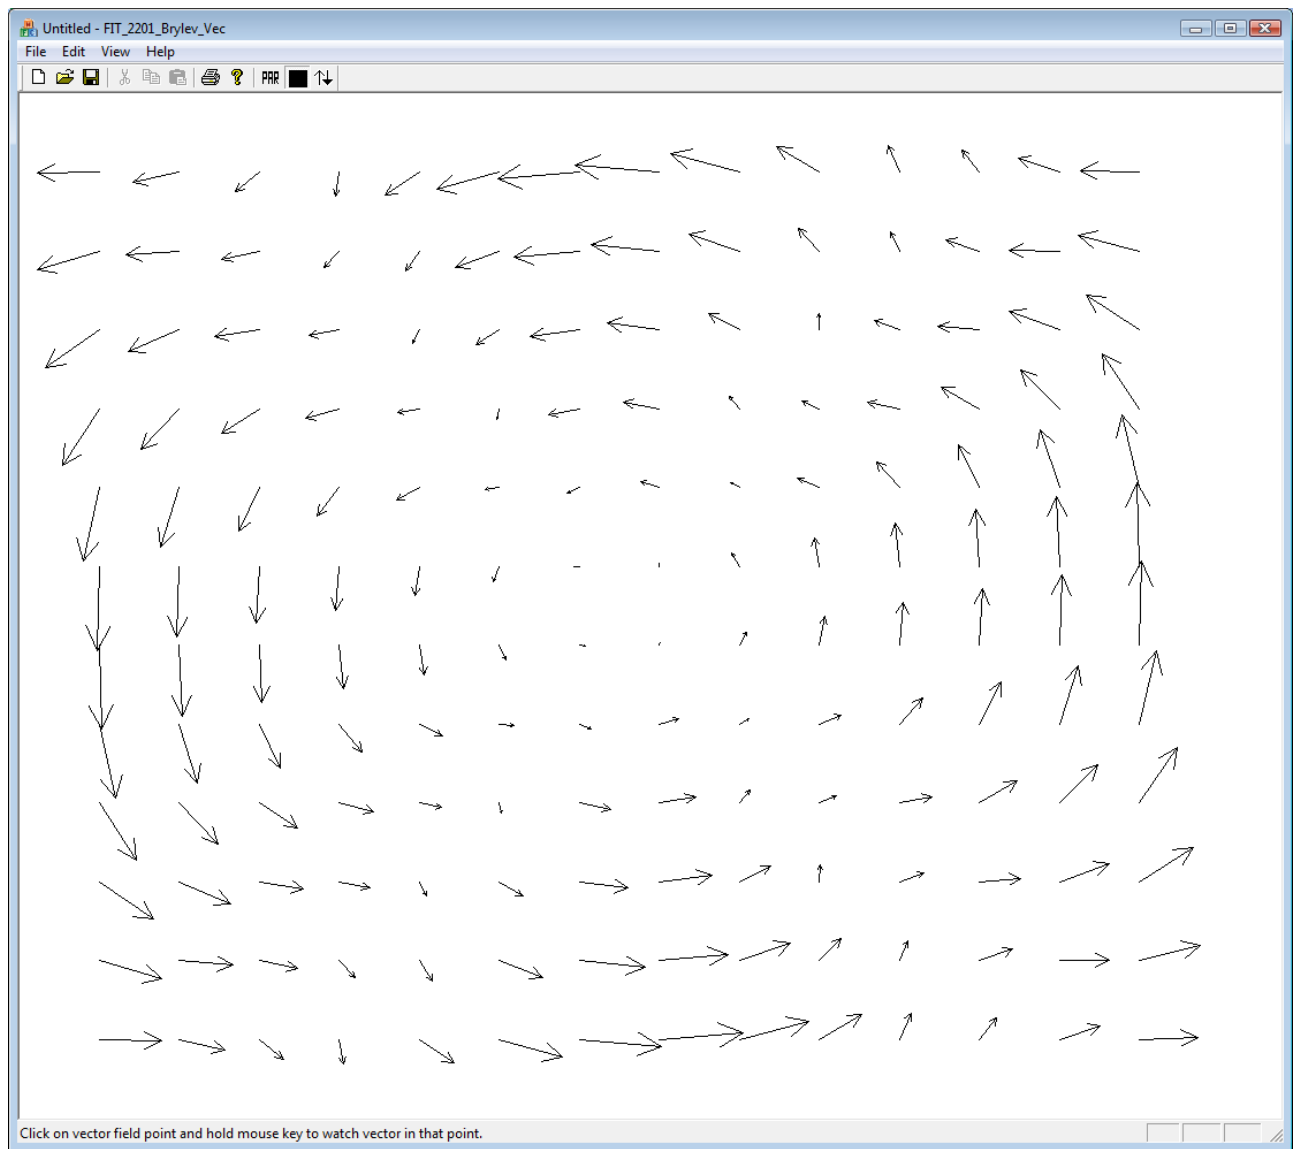 Untitled - FIT_2201_Brylev_Vec
File Edit View Help
PAR
Click on vector field point and hold mouse key to watch vector in that point.